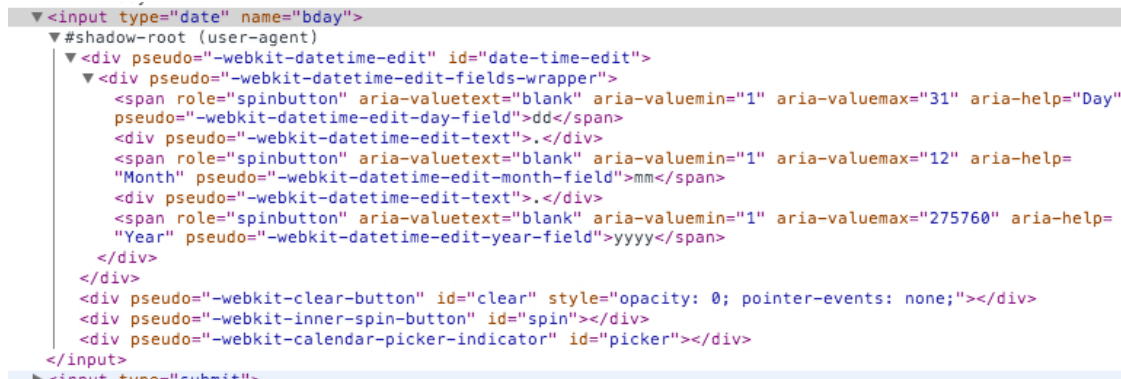 ▼<input type="date" name="bday">
▼#shadow-root (user-agent)
▼<div pseudo="-webkit-datetime-edit" id="date-time-edit">
▼<div pseudo="-webkit-datetime-edit-fields-wrapper">
<span role="spinbutton" aria-valuetext="blank" aria-valuemin="1" aria-valuemax="31" aria-help="Day"
pseudo="-webkit-datetime-edit-day-field">dd</span>
<div pseudo="-webkit-datetime-edit-text">.</div>
<span role="spinbutton" aria-valuetext="blank" aria-valuemin="1" aria-valuemax="12" aria-help=
"Month" pseudo="-webkit-datetime-edit-month-field">mm</span>
<div pseudo="-webkit-datetime-edit-text">.</div>
<span role="spinbutton" aria-valuetext="blank" aria-valuemin="1" aria-valuemax="275760" aria-help=
"Year" pseudo="-webkit-datetime-edit-year-field">yyyy</span>
</div>
</div>
<div pseudo="-webkit-clear-button" id="clear" style="opacity: 0; pointer-events: none;"></div>
<div pseudo="-webkit-inner-spin-button" id="spin"></div>
<div pseudo="-webkit-calendar-picker-indicator" id="picker"></div>
</input>
▶<input type="submit">